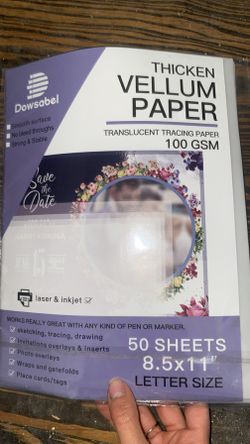 THICKEN
VELLUM
PAPER
TRANSLUCENT TRACING PAPER
100 GSM
Dowsabel
Smooth surface
No bleed throughs
Strong & Stable
Save
the
Date
laser & inkjet
WORKS REALLY GREAT WITH ANY KIND OF PEN OR MARKER.
sketching, tracing, drawing
Invitations overlays & Inserts
Photo overlays
Wraps and gatefolds
Place cards/tags
50 SHEETS
8.5x11"
LETTER SIZE